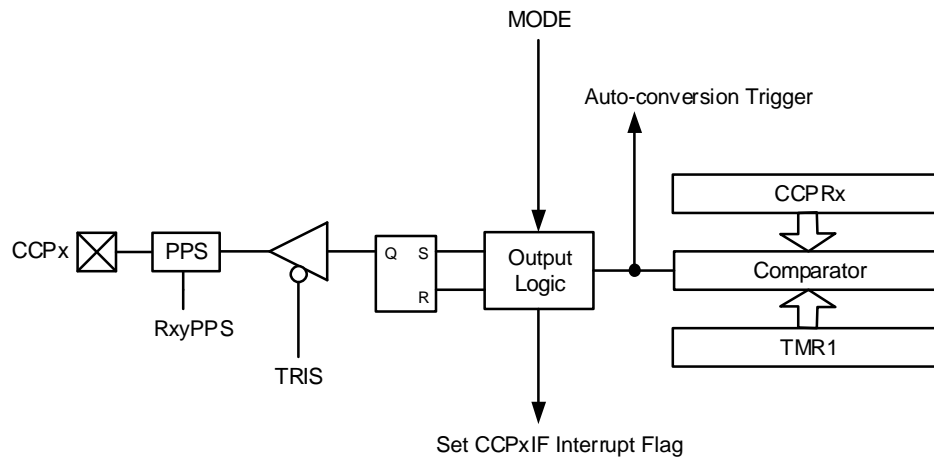 MODE
Auto-conversion Trigger
CCPRx
CCPx
PPS
Q
S
R
Output
Logic
Comparator
RxyPPS
TRIS
TMR1
Set CCPxIF Interrupt Flag